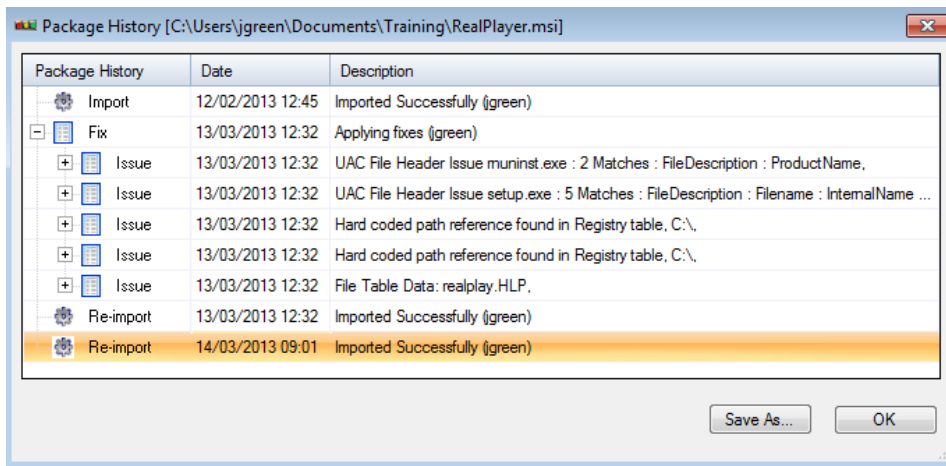 Package History [C:\Users\jgreen\Documents\Training\RealPlayer.msi]
Package History Date Description
Import 12/02/2013 12:45 Imported Successfully (jgreen)
Fix 13/03/2013 12:32 Applying fixes (jgreen)
Issue 13/03/2013 12:32 UAC File Header Issue muninst.exe : 2 Matches : FileDescription : ProductName,
Issue 13/03/2013 12:32 UAC File Header Issue setup.exe : 5 Matches : FileDescription : Filename : InternalName ...
Issue 13/03/2013 12:32 Hard coded path reference found in Registry table, C:\,
Issue 13/03/2013 12:32 Hard coded path reference found in Registry table, C:\,
Issue 13/03/2013 12:32 File Table Data: realplay.HLP,
Re-import 13/03/2013 12:32 Imported Successfully (jgreen)
Re-import 14/03/2013 09:01 Imported Successfully (jgreen)
Save As... OK